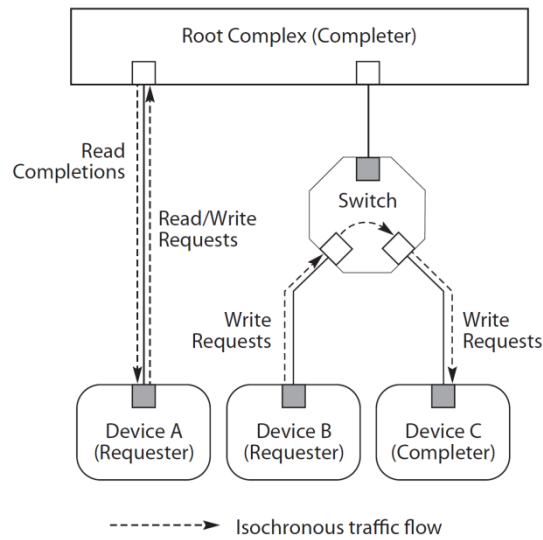 Root Complex (Completer)
Read
Completions
Read/Write
Requests
Switch
Write
Requests
Write
Requests
Device A
(Requester)
Device B
(Requester)
Device C
(Completer)
Isochronous traffic flow